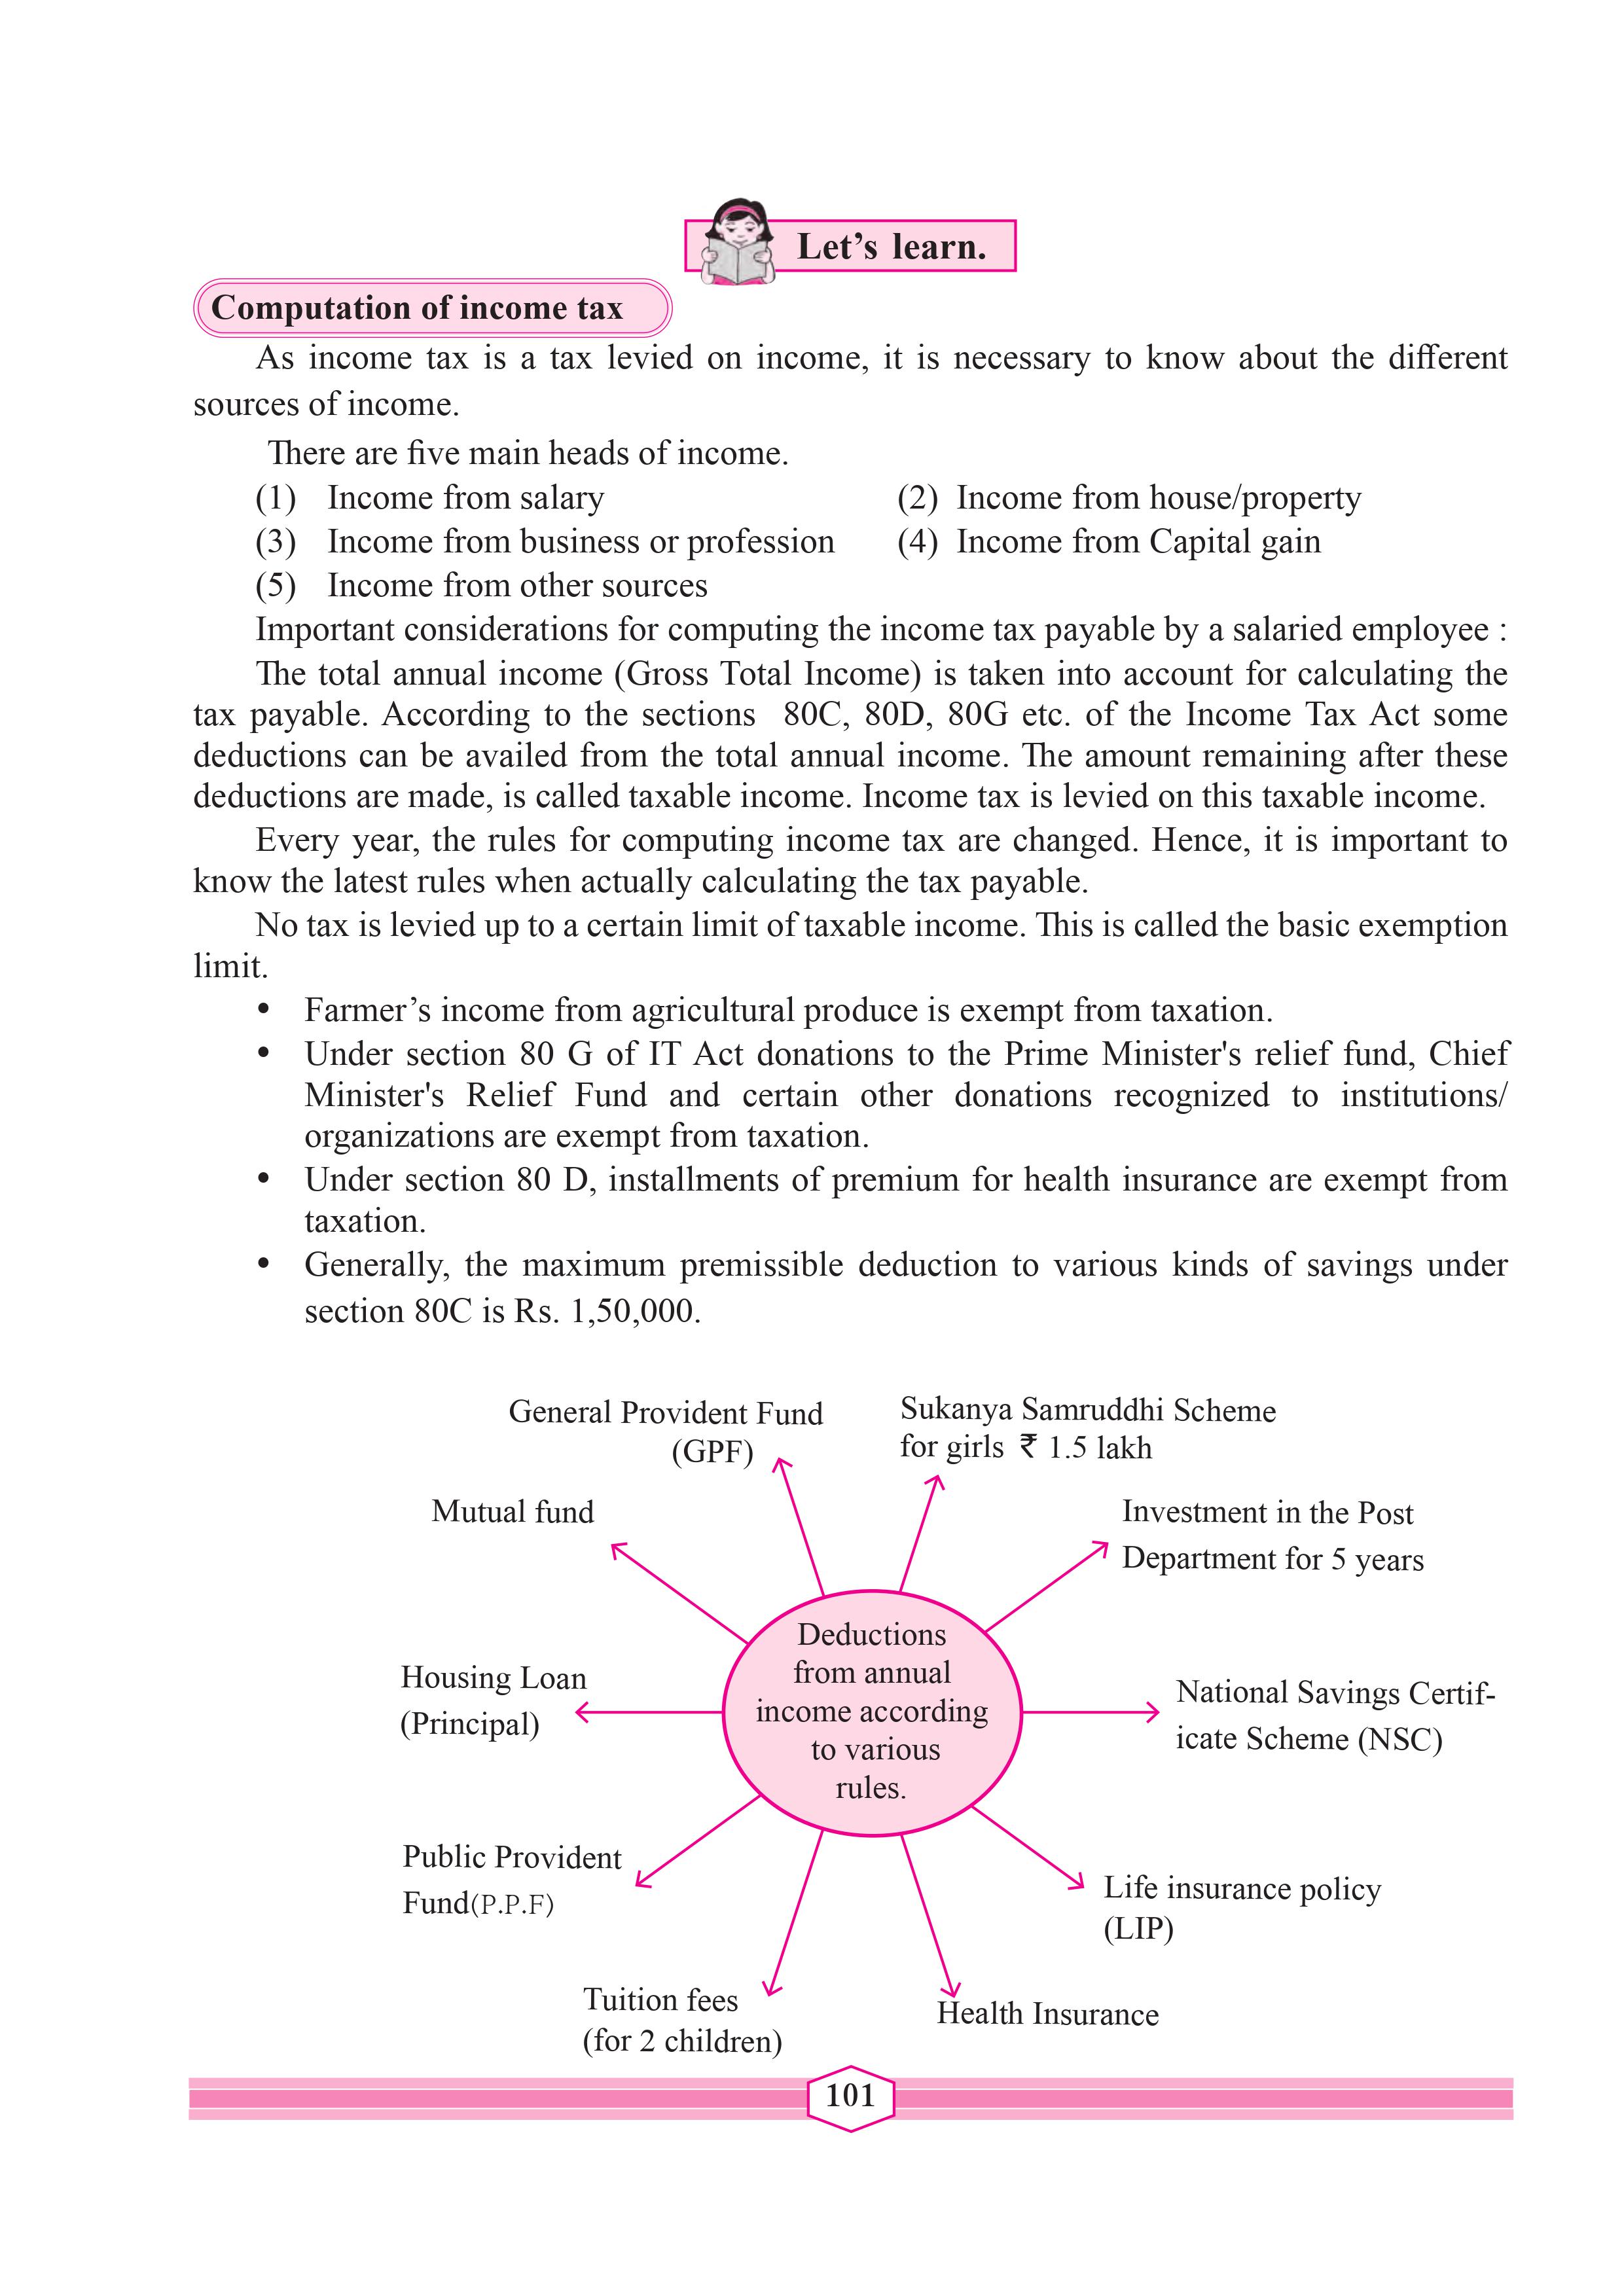 Let’s learn.
Computation of income tax
As income tax is a tax levied on income, it is necessary to know about the different
sources of income.
There are five main heads of income.
(1) Income from salary (2) Income from house/property
(3) Income from business or profession (4) Income from Capital gain
(5) Income from other sources
Important considerations for computing the income tax payable by a salaried employee :
The total annual income (Gross Total Income) is taken into account for calculating the
tax payable. According to the sections 80C, 80D, 80G etc. of the Income Tax Act some
deductions can be availed from the total annual income. The amount remaining after these
deductions are made, is called taxable income. Income tax is levied on this taxable income.
Every year, the rules for computing income tax are changed. Hence, it is important to
know the latest rules when actually calculating the tax payable.
No tax is levied up to a certain limit of taxable income. This is called the basic exemption
limit.
• Farmer’s income from agricultural produce is exempt from taxation.
• Under section 80 G of IT Act donations to the Prime Minister's relief fund, Chief
Minister's Relief Fund and certain other donations recognized to institutions/
organizations are exempt from taxation.
• Under section 80 D, installments of premium for health insurance are exempt from
taxation.
• Generally, the maximum premissible deduction to various kinds of savings under
section 80C is Rs. 1,50,000.
General Provident Fund
(GPF)
Sukanya Samruddhi Scheme
for girls ₹ 1.5 lakh
Mutual fund
Investment in the Post
Department for 5 years
Deductions
from annual
income according
to various
rules.
Housing Loan
(Principal)
National Savings Certif-
icate Scheme (NSC)
Public Provident
Fund(P.P.F)
Life insurance policy
(LIP)
Tuition fees
(for 2 children)
Health Insurance
101